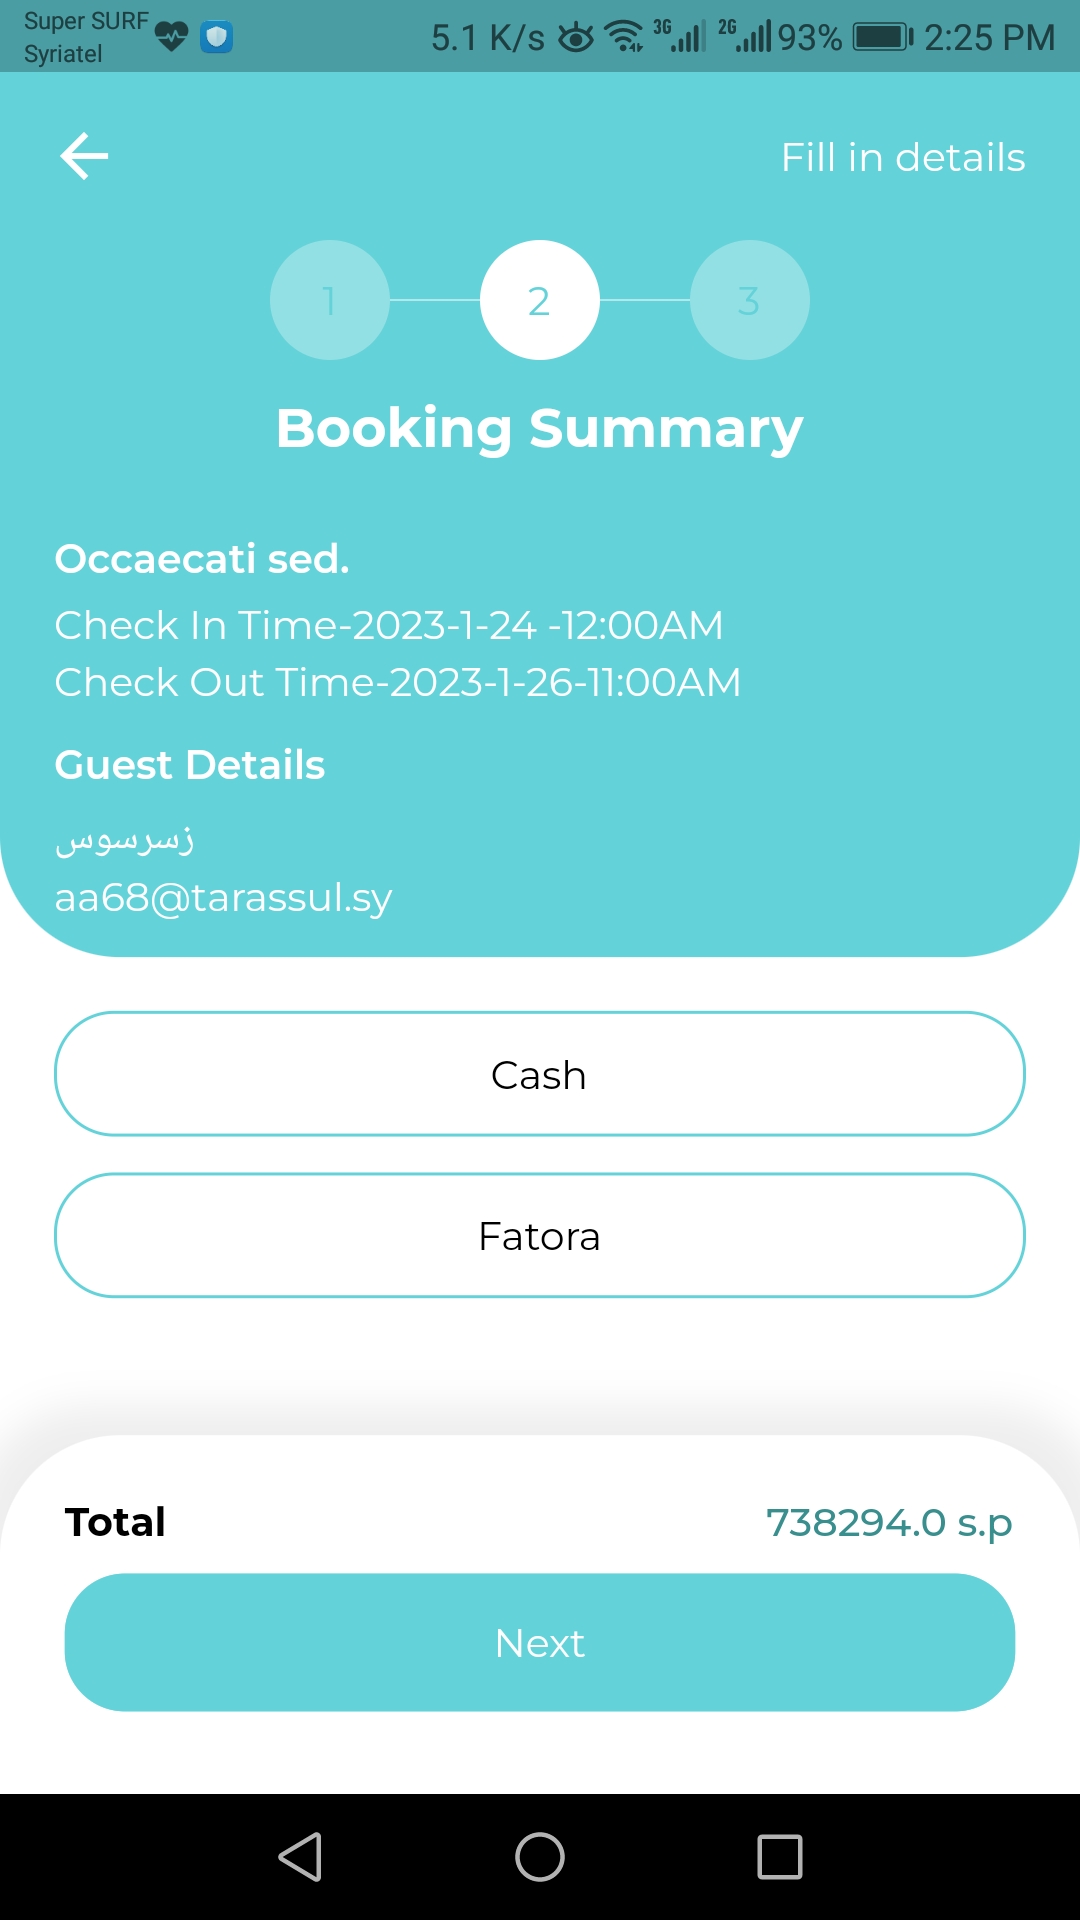 Super SURF
Syriatel
5.1 K/s 3G 2G 93% 2:25 PM
Fill in details
1 2 3
Booking Summary
Occaecati sed.
Check In Time-2023-1-24 -12:00AM
Check Out Time-2023-1-26-11:00AM
Guest Details
زسرسوس
aa68@tarassul.sy
Cash
Fatora
Total 738294.0 s.p
Next